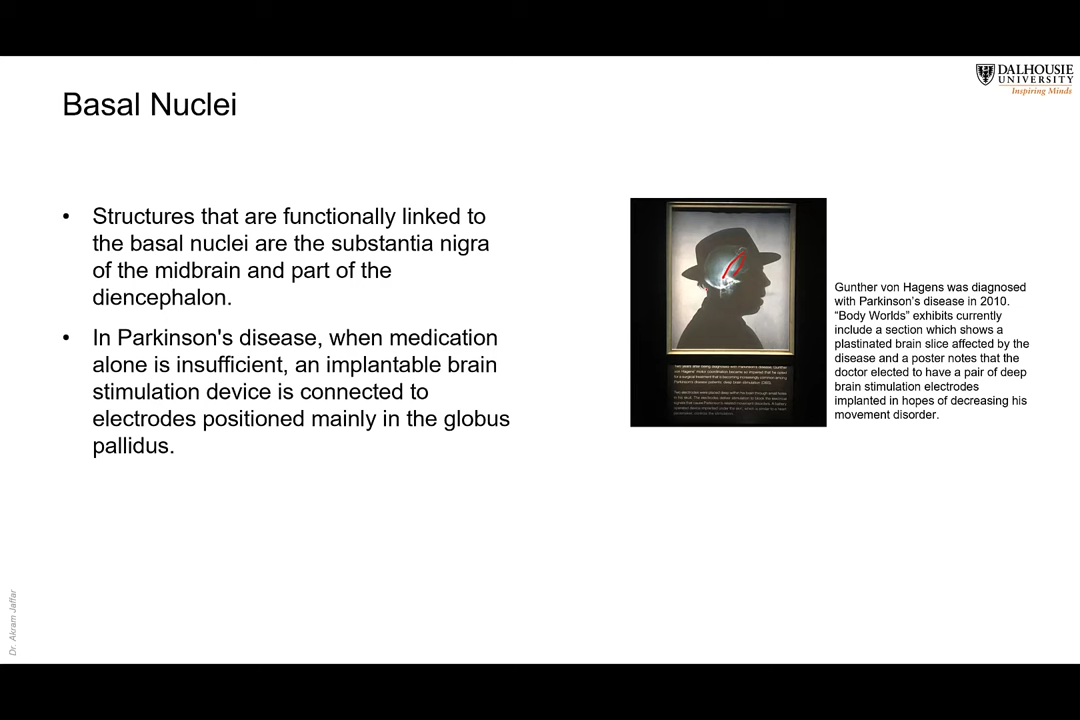 DALHOUSIE
UNIVERSITY
Inspiring Minds
Basal Nuclei
• Structures that are functionally linked to
the basal nuclei are the substantia nigra
of the midbrain and part of the
diencephalon.
• In Parkinson's disease, when medication
alone is insufficient, an implantable brain
stimulation device is connected to
electrodes positioned mainly in the globus
pallidus.
Gunther von Hagens was diagnosed
with Parkinson's disease in 2010.
“Body Worlds” exhibits currently
include a section which shows a
plastinated brain slice affected by the
disease and a poster notes that the
doctor elected to have a pair of deep
brain stimulation electrodes
implanted in hopes of decreasing his
movement disorder.
Dr. Akram Jaffar